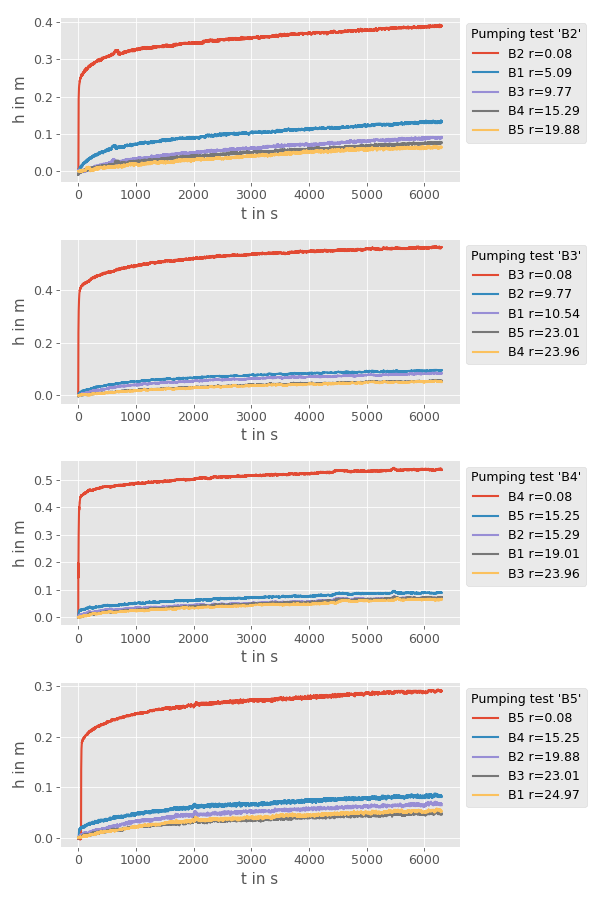 Pumping test 'B2'
B2 r=0.08
B1 r=5.09
B3 r=9.77
B4 r=15.29
B5 r=19.88
h in m
0.4
0.3
0.2
0.1
0.0
0 1000 2000 3000 4000 5000 6000
t in s
Pumping test 'B3'
B3 r=0.08
B2 r=9.77
B1 r=10.54
B5 r=23.01
B4 r=23.96
h in m
0.4
0.2
0.0
0 1000 2000 3000 4000 5000 6000
t in s
Pumping test 'B4'
B4 r=0.08
B5 r=15.25
B2 r=15.29
B1 r=19.01
B3 r=23.96
h in m
0.5
0.4
0.3
0.2
0.1
0.0
0 1000 2000 3000 4000 5000 6000
t in s
Pumping test 'B5'
B5 r=0.08
B4 r=15.25
B2 r=19.88
B3 r=23.01
B1 r=24.97
h in m
0.3
0.2
0.1
0.0
0 1000 2000 3000 4000 5000 6000
t in s